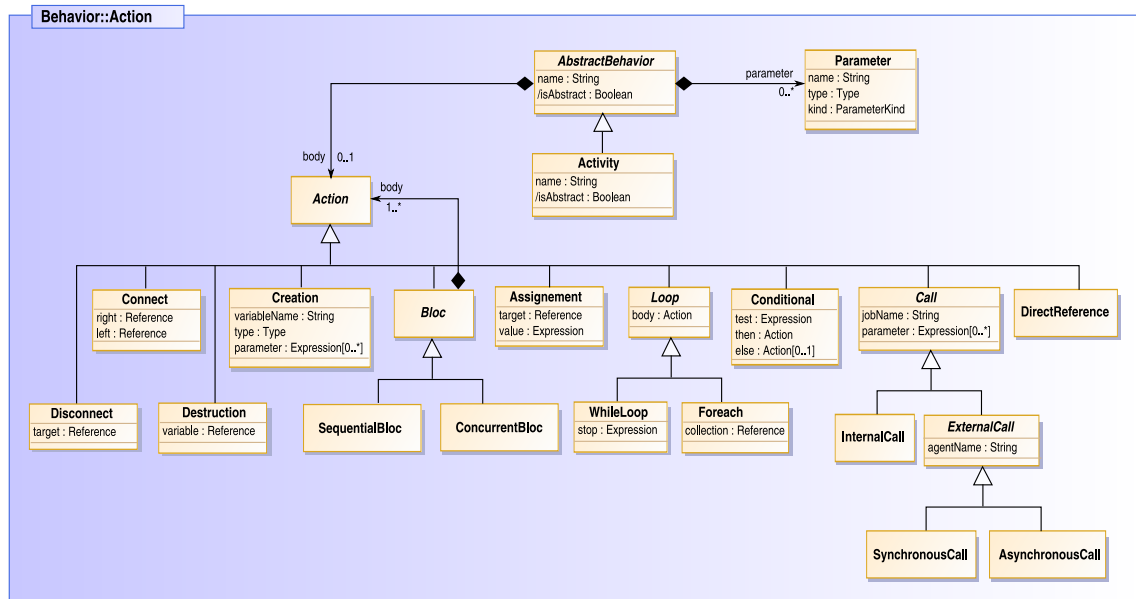 Behavior::Action
AbstractBehavior
name : String
/isAbstract : Boolean
parameter
0..*
Parameter
name : String
type : Type
kind : ParameterKind
Activity
name : String
/isAbstract : Boolean
body 0..1
Action
body
1..*
Connect
right : Reference
left : Reference
Creation
variableName : String
type : Type
parameter : Expression[0..*]
Bloc
Assignement
target : Reference
value : Expression
Loop
body : Action
Conditional
test : Expression
then : Action
else : Action[0..1]
Call
jobName : String
parameter : Expression[0..*]
DirectReference
Disconnect
target : Reference
Destruction
variable : Reference
SequentialBloc
ConcurrentBloc
WhileLoop
stop : Expression
Foreach
collection : Reference
InternalCall
ExternalCall
agentName : String
SynchronousCall
AsynchronousCall